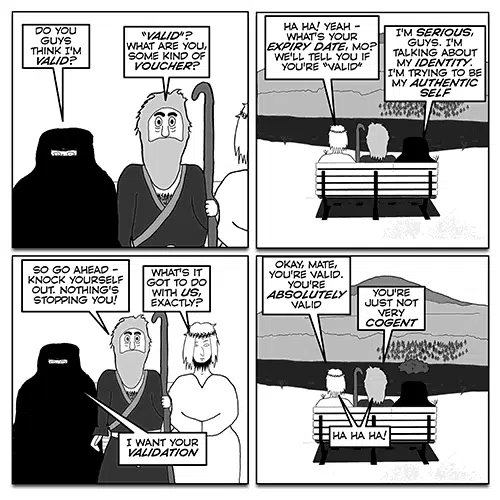 DO YOU
GUYS
THINK I'M
VALID?
"VALID"?
WHAT ARE YOU,
SOME KIND OF
VOUCHER?
HA HA! YEAH –
WHAT'S YOUR
EXPIRY DATE, MO?
WE'LL TELL YOU IF
YOU'RE "VALID"
I'M SERIOUS,
GUYS. I'M
TALKING ABOUT
MY IDENTITY.
I'M TRYING TO BE
MY AUTHENTIC
SELF
SO GO AHEAD –
KNOCK YOURSELF
OUT. NOTHING'S
STOPPING YOU!
WHAT'S IT
GOT TO DO
WITH US,
EXACTLY?
I WANT YOUR
VALIDATION
OKAY, MATE,
YOU'RE VALID.
YOU'RE
ABSOLUTELY
VALID
YOU'RE
JUST NOT
VERY
COGENT
HA HA HA!